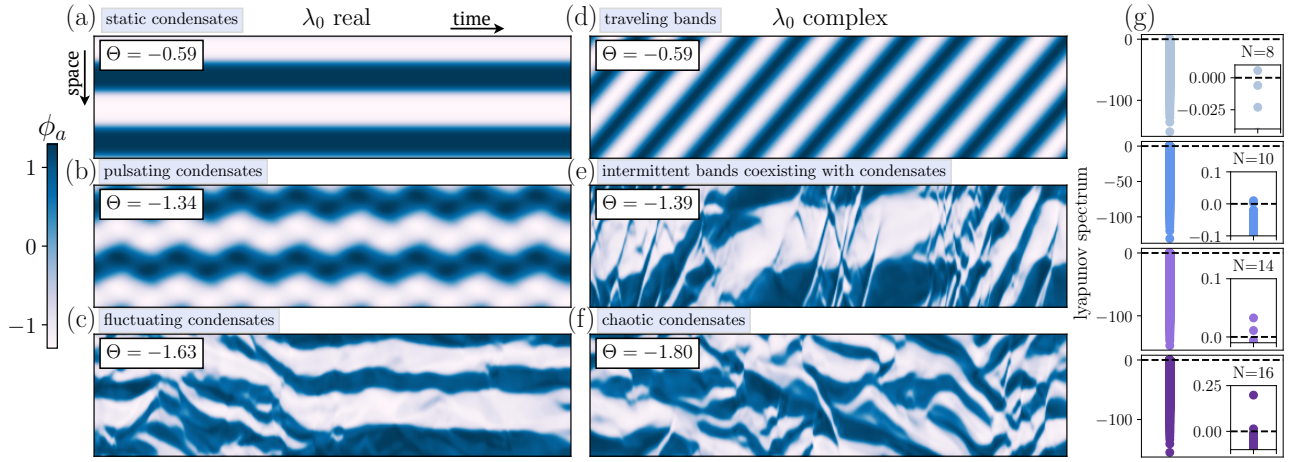 (a) static condensates λ₀ real time
Θ = −0.59
space
(b) pulsating condensates
Θ = −1.34
(c) fluctuating condensates
Θ = −1.63
ϕₐ
1
0
−1
(d) traveling bands λ₀ complex
Θ = −0.59
(e) intermittent bands coexisting with condensates
Θ = −1.39
(f) chaotic condensates
Θ = −1.80
(g)
lyapunov spectrum
0
−100
N=8
0.000
−0.025
0
−50
−100
N=10
0.1
0.0
−0.1
0
−100
N=14
0.1
0.0
0
−100
N=16
0.25
0.00